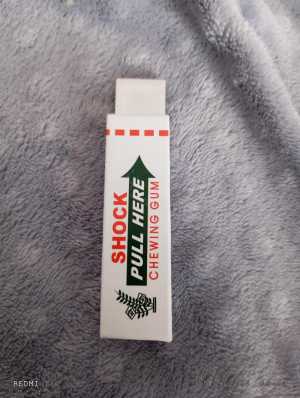 SHOCK
PULL HERE
CHEWING GUM
REDMI